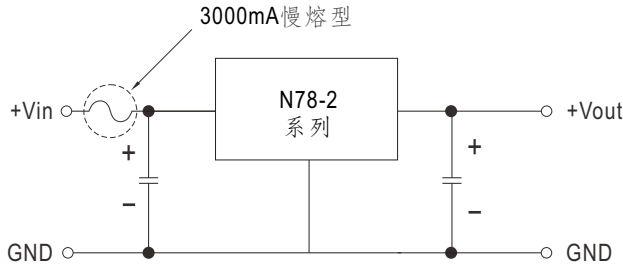 3000mA慢熔型
N78-2
系列
+Vin
+Vout
+
−
+
−
GND
GND